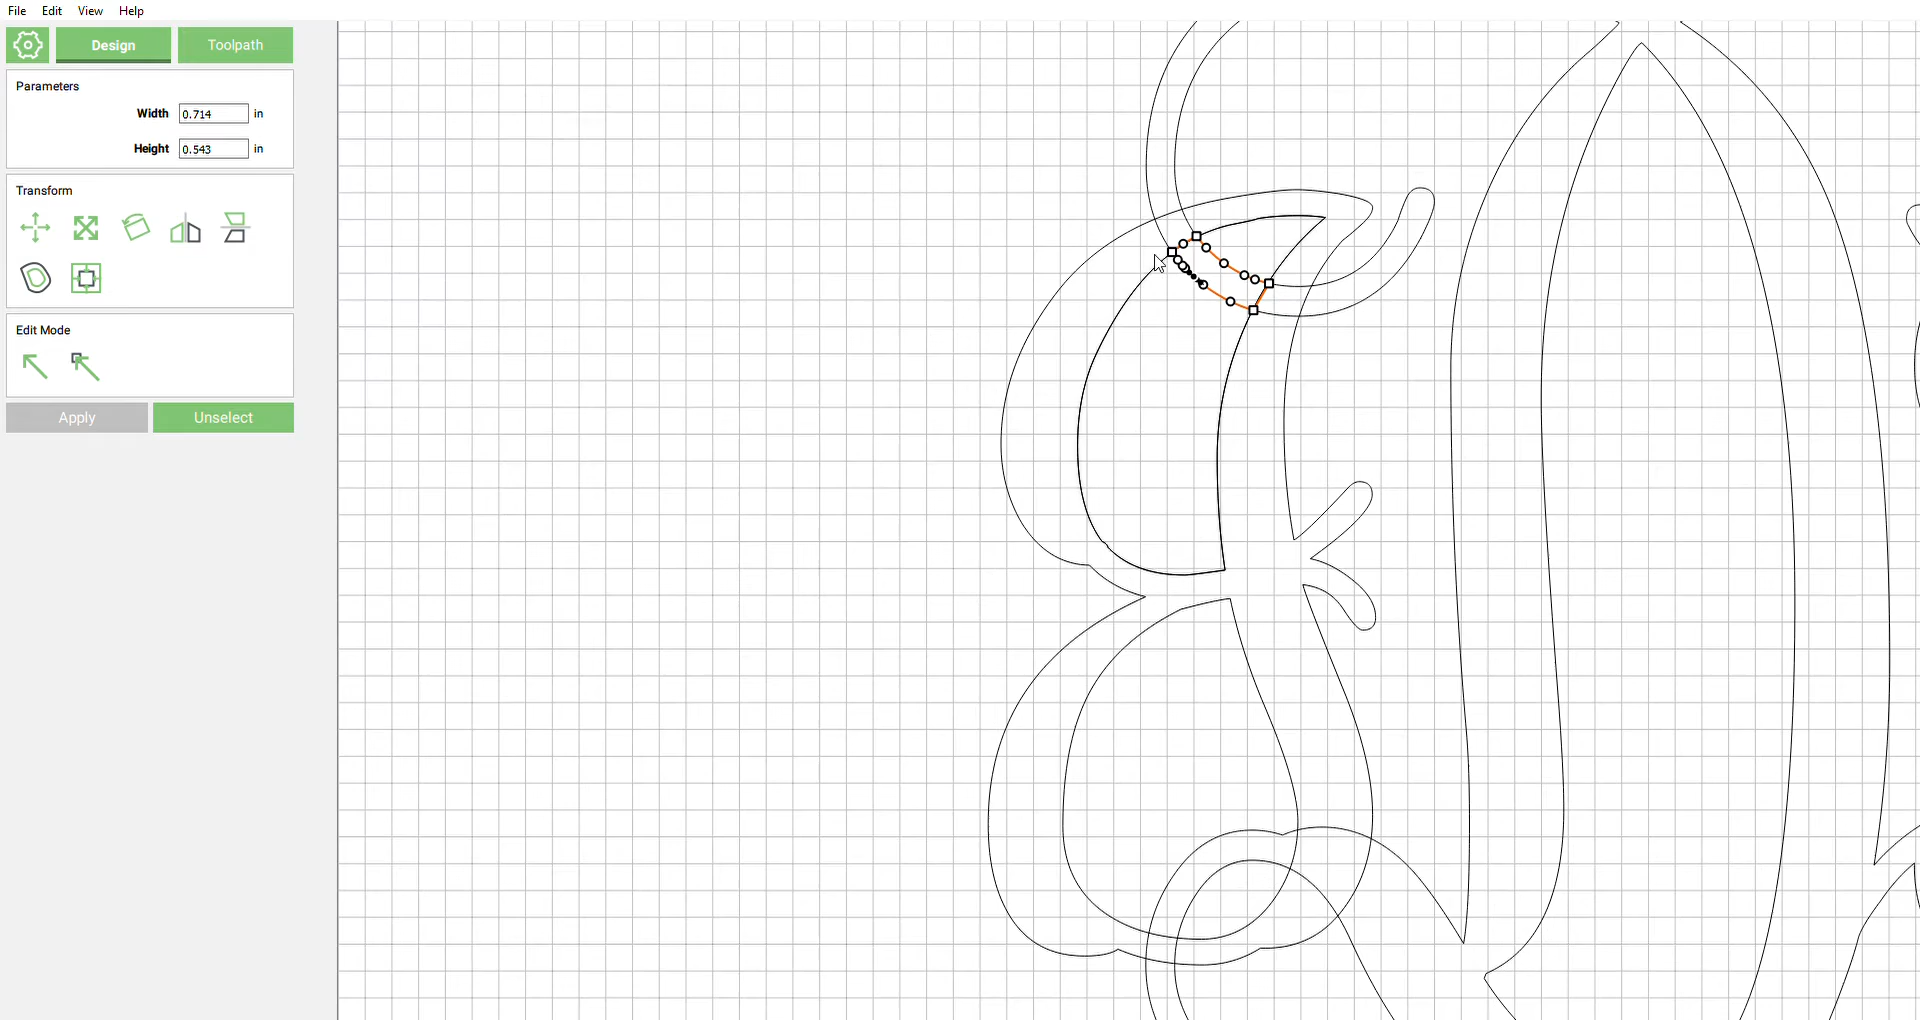 File Edit View Help
Design Toolpath
Parameters
Width 0.714 in
Height 0.543 in
Transform
Edit Mode
Apply Unselect